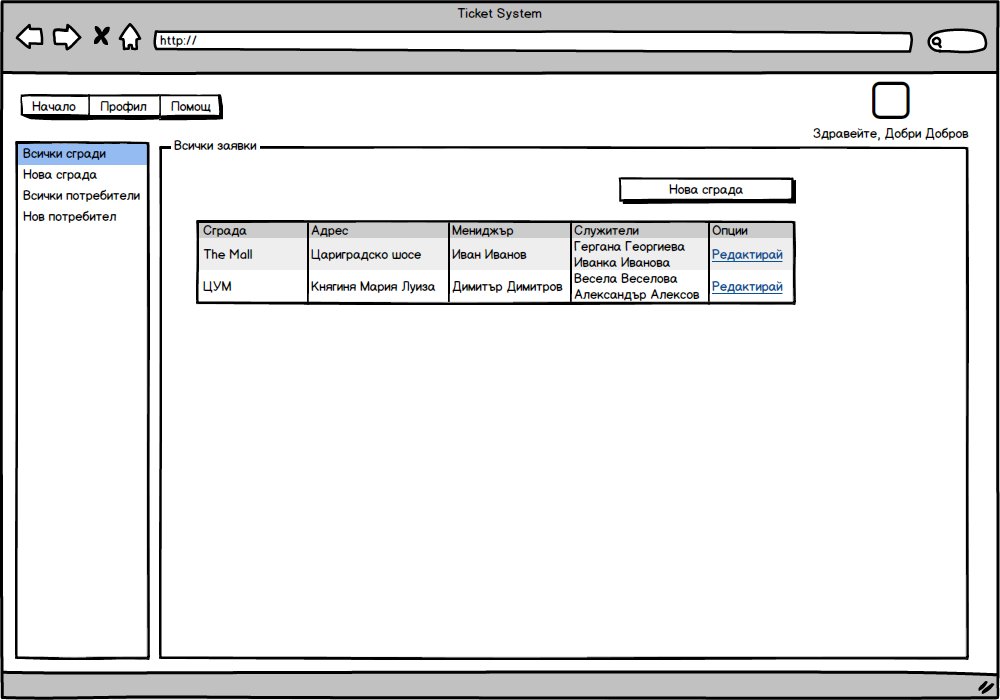 Ticket System
http://
Начало Профил Помощ
Здравейте, Добри Добров
Всички сгради
Нова сграда
Всички потребители
Нов потребител
Всички заявки
Нова сграда
Сграда Адрес Мениджър Служители Опции
The Mall Цариградско шосе Иван Иванов Гергана Георгиева Редактирай
Иванка Иванова
ЦУМ Княгиня Мария Луиза Димитър Димитров Весела Веселова Редактирай
Александър Алексов